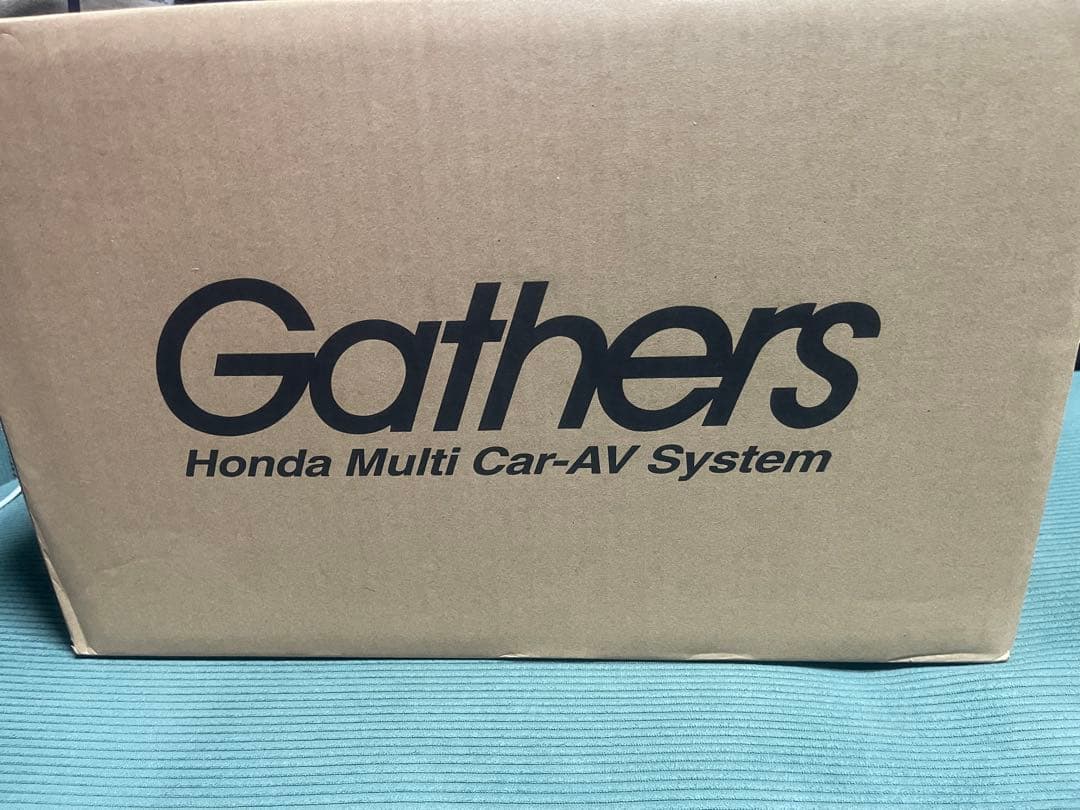 Gathers
Honda Multi Car-AV System